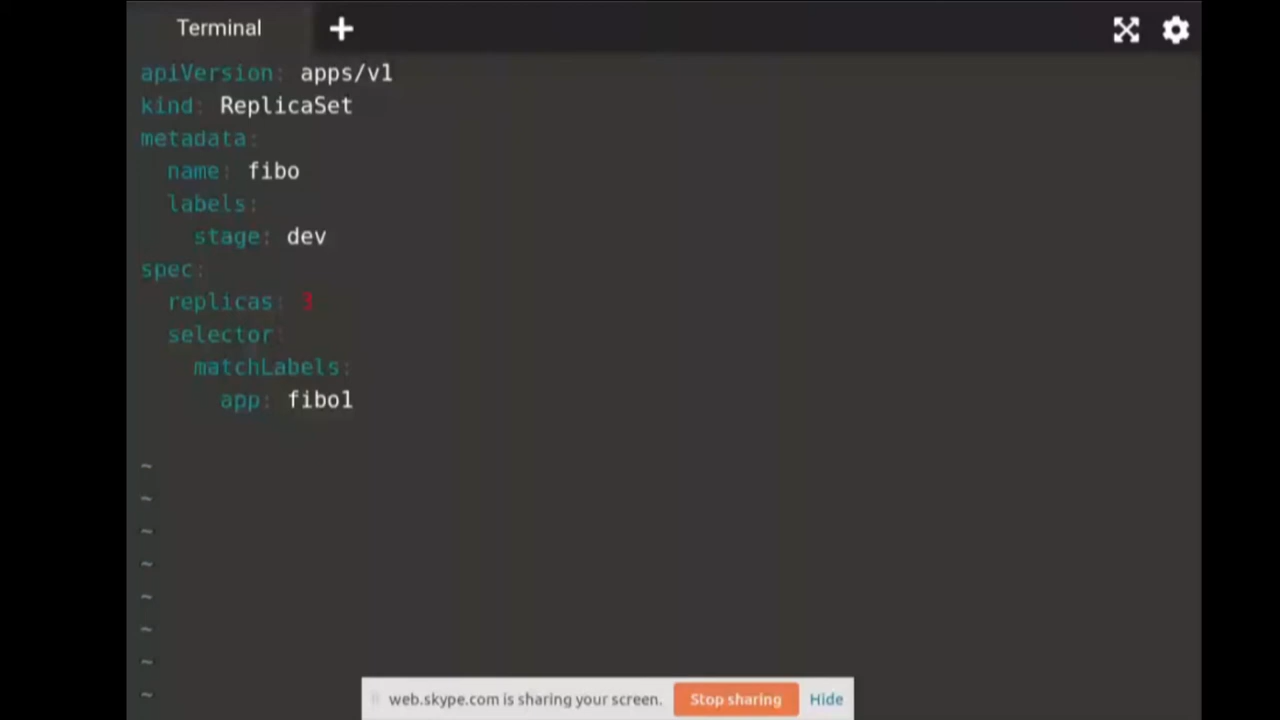 Terminal
apiVersion: apps/v1
kind: ReplicaSet
metadata:
  name: fibo
  labels:
    stage: dev
spec:
  replicas: 3
  selector:
    matchLabels:
      app: fibo1
~
~
~
~
~
~
~
~
web.skype.com is sharing your screen. Stop sharing Hide